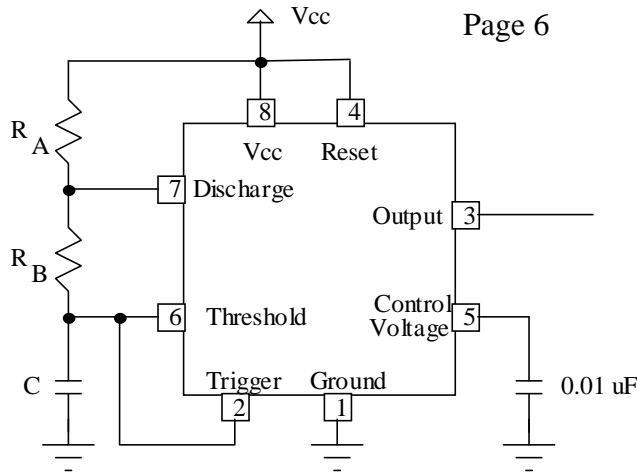 Vcc
Page 6
R
A
8
4
Vcc
Reset
7
Discharge
Output
3
R
B
6
Threshold
Control
Voltage
5
C
Trigger
Ground
2
1
0.01 uF